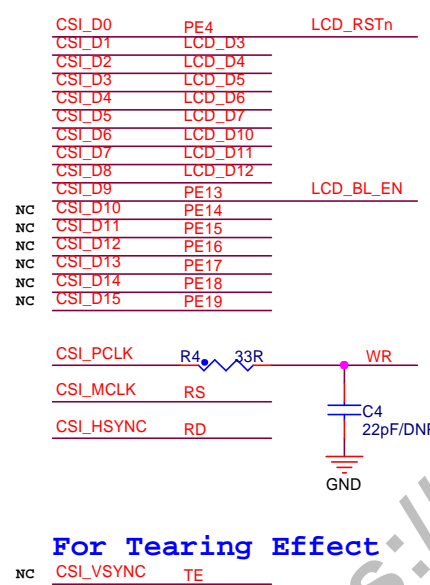 CSI_D0 PE4 LCD_RSTn
CSI_D1 LCD_D3
CSI_D2 LCD_D4
CSI_D3 LCD_D5
CSI_D4 LCD_D6
CSI_D5 LCD_D7
CSI_D6 LCD_D10
CSI_D7 LCD_D11
CSI_D8 LCD_D12
CSI_D9 PE13 LCD_BL_EN
NC CSI_D10 PE14
NC CSI_D11 PE15
NC CSI_D12 PE16
NC CSI_D13 PE17
NC CSI_D14 PE18
NC CSI_D15 PE19
CSI_PCLK R4 33R WR
CSI_MCLK RS
C4
CSI_HSYNC RD 22pF/DNP
GND
For Tearing Effect
NC CSI_VSYNC TE